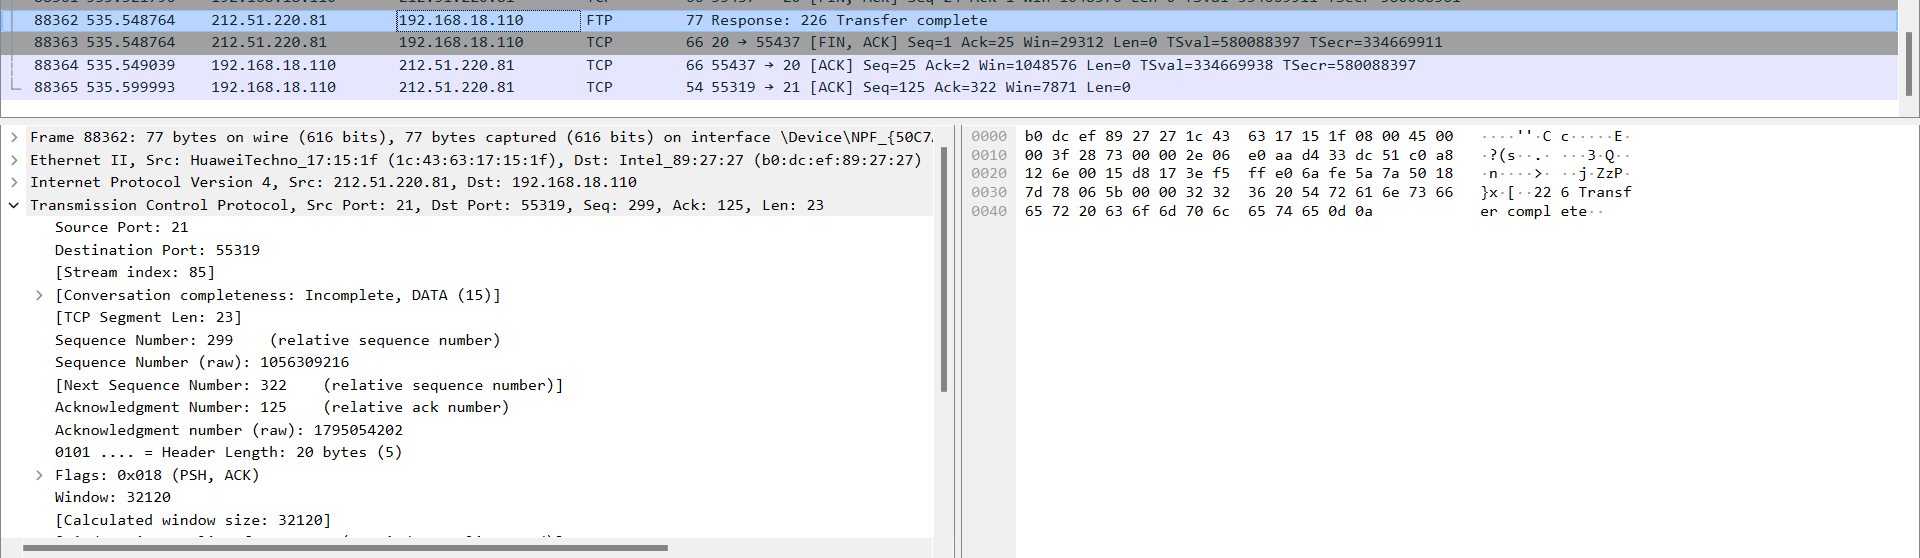 88362 535.548764 212.51.220.81 192.168.18.110 FTP 77 Response: 226 Transfer complete
88363 535.548764 212.51.220.81 192.168.18.110 TCP 66 20 → 55437 [FIN, ACK] Seq=1 Ack=25 Win=29312 Len=0 TSval=580088397 TSecr=334669911
88364 535.549039 192.168.18.110 212.51.220.81 TCP 66 55437 → 20 [ACK] Seq=25 Ack=2 Win=1048576 Len=0 TSval=334669938 TSecr=580088397
88365 535.599993 192.168.18.110 212.51.220.81 TCP 54 55319 → 21 [ACK] Seq=125 Ack=322 Win=7871 Len=0
Frame 88362: 77 bytes on wire (616 bits), 77 bytes captured (616 bits) on interface \Device\NPF_{50C7
Ethernet II, Src: HuaweiTechno_17:15:1f (1c:43:63:17:15:1f), Dst: Intel_89:27:27 (b0:dc:ef:89:27:27)
Internet Protocol Version 4, Src: 212.51.220.81, Dst: 192.168.18.110
Transmission Control Protocol, Src Port: 21, Dst Port: 55319, Seq: 299, Ack: 125, Len: 23
Source Port: 21
Destination Port: 55319
[Stream index: 85]
[Conversation completeness: Incomplete, DATA (15)]
[TCP Segment Len: 23]
Sequence Number: 299 (relative sequence number)
Sequence Number (raw): 1056309216
[Next Sequence Number: 322 (relative sequence number)]
Acknowledgment Number: 125 (relative ack number)
Acknowledgment number (raw): 1795054202
0101 .... = Header Length: 20 bytes (5)
Flags: 0x018 (PSH, ACK)
Window: 32120
[Calculated window size: 32120]
0000 b0 dc ef 89 27 27 1c 43 63 17 15 1f 08 00 45 00 ····''·C c·····E·
0010 00 3f 28 73 00 00 2e 06 e0 aa d4 33 dc 51 c0 a8 ·?(s··.· ···3·Q··
0020 12 6e 00 15 d8 17 3e f5 ff e0 6a fe 5a 7a 50 18 ·n····>· ··j·ZzP·
0030 7d 78 06 5b 00 00 32 32 36 20 54 72 61 6e 73 66 }x·[··22 6 Transf
0040 65 72 20 63 6f 6d 70 6c 65 74 65 0d 0a er compl ete··